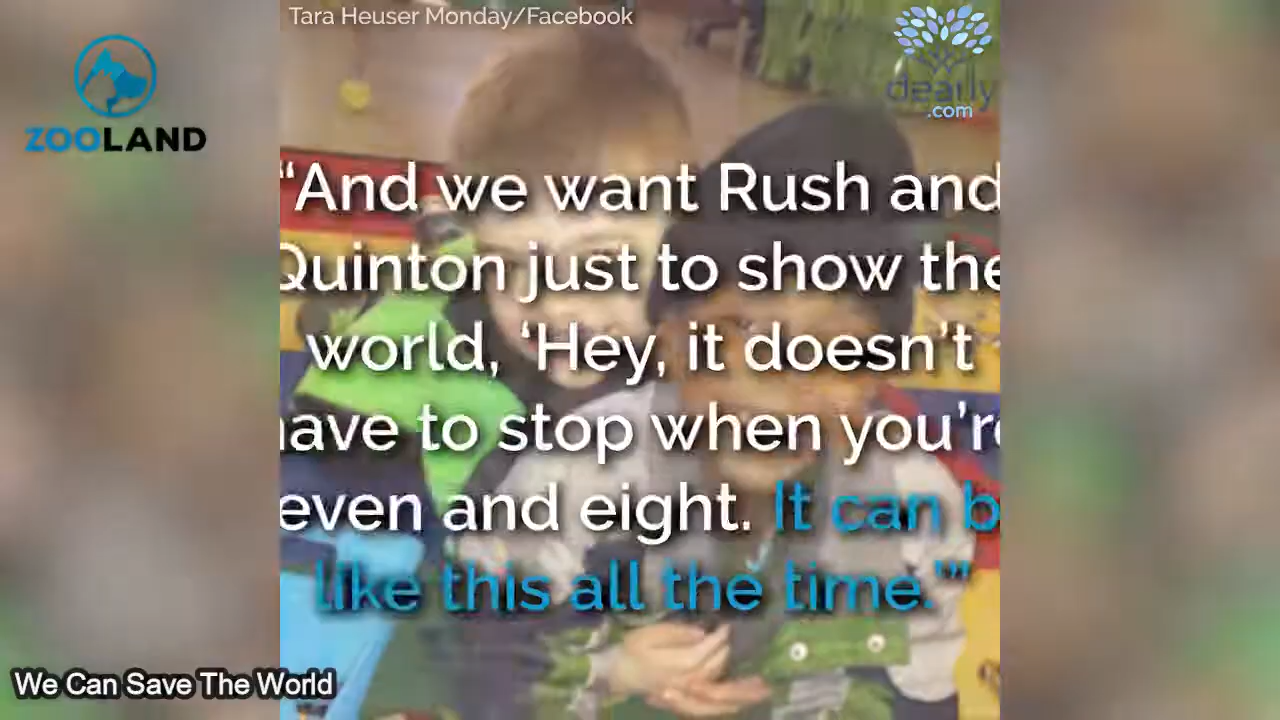 Tara Heuser Monday/Facebook
ZOOLAND
dearly
.com
“And we want Rush and
Quinton just to show the
world, ‘Hey, it doesn’t
have to stop when you’re
even and eight. It can b
like this all the time.’”
We Can Save The World